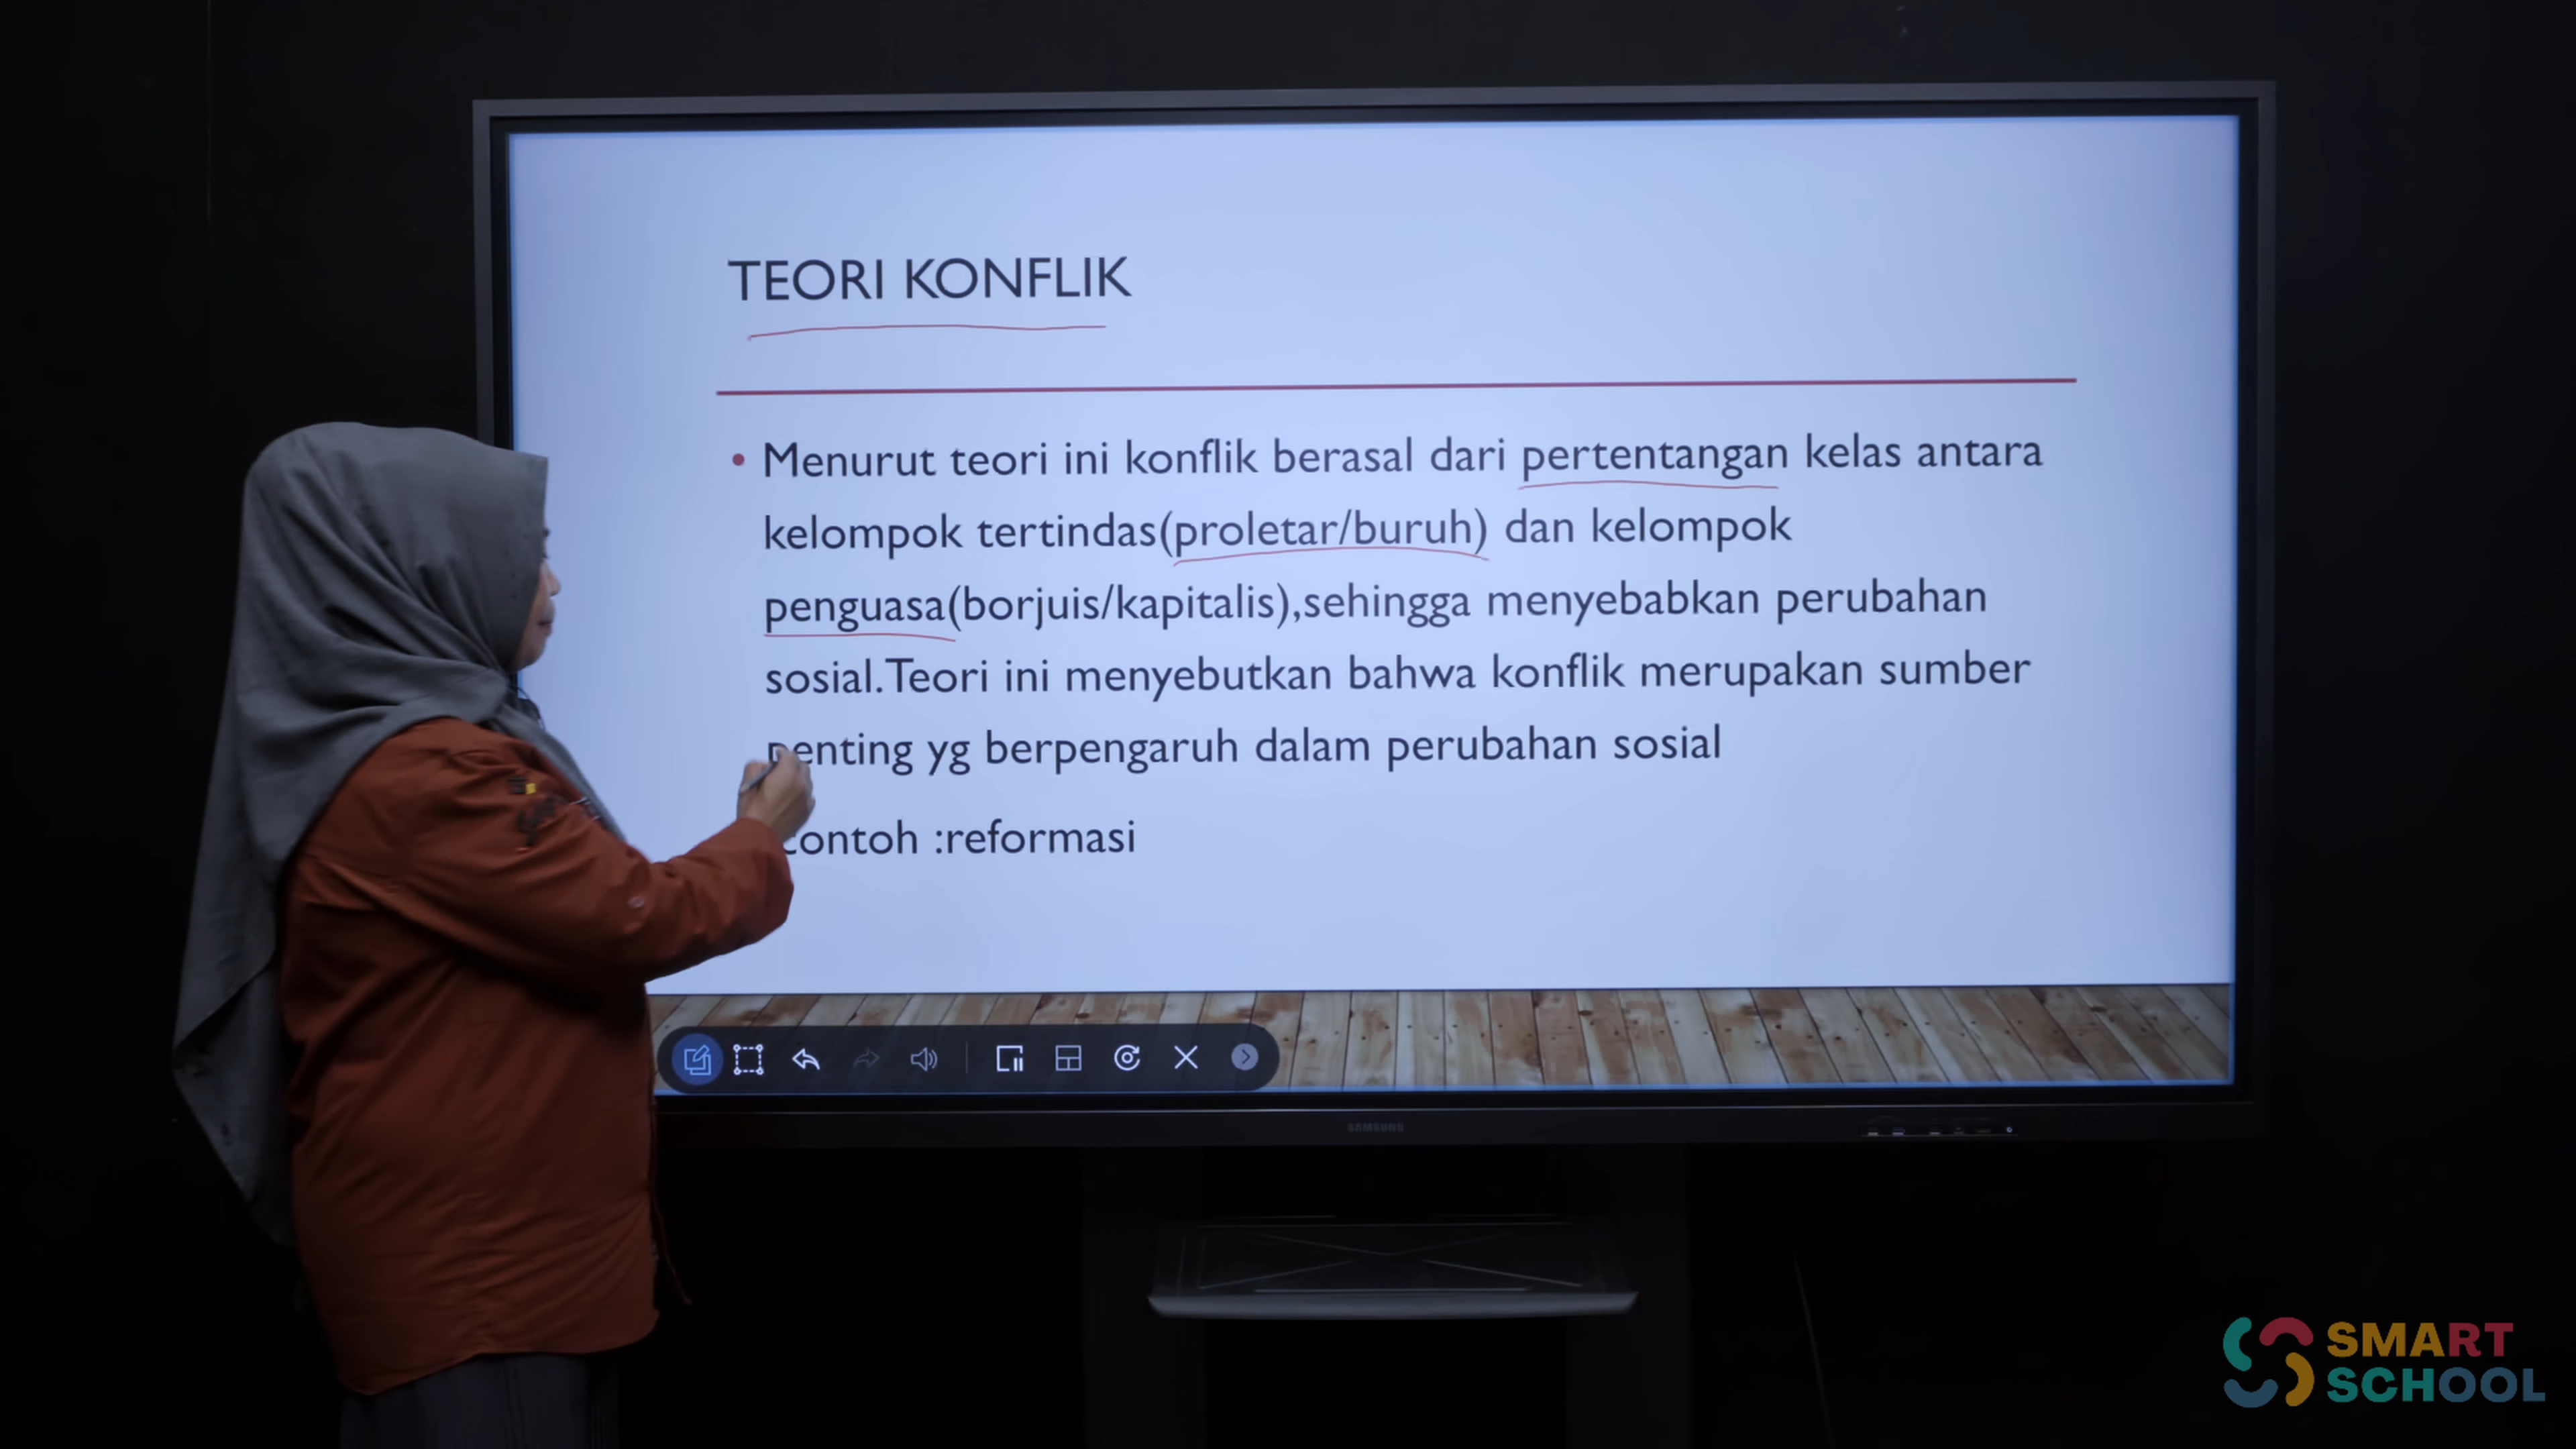 TEORI KONFLIK
• Menurut teori ini konflik berasal dari pertentangan kelas antara
kelompok tertindas(proletar/buruh) dan kelompok
penguasa(borjuis/kapitalis),sehingga menyebabkan perubahan
sosial.Teori ini menyebutkan bahwa konflik merupakan sumber
penting yg berpengaruh dalam perubahan sosial
contoh :reformasi
SAMSUNG
SMART
SCHOOL